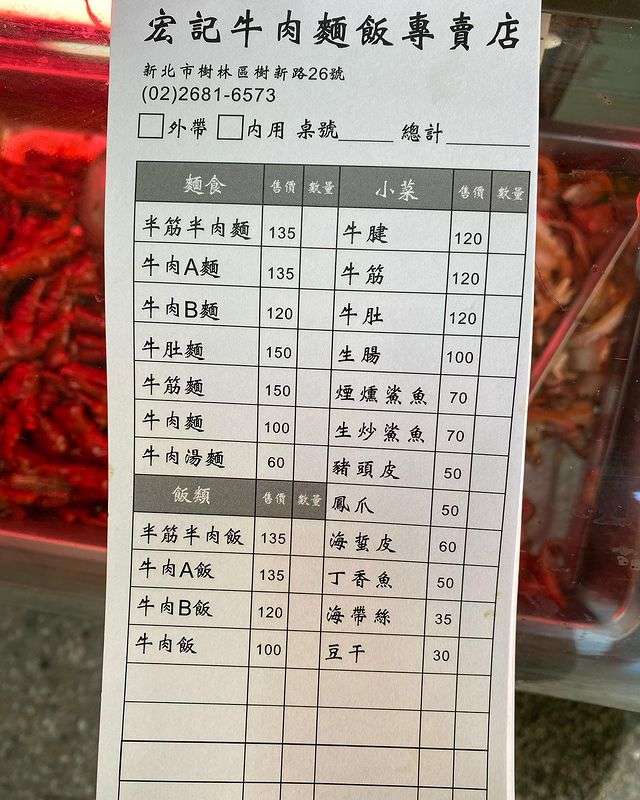 宏記牛肉麵飯專賣店
新北市樹林區樹新路26號
(02)2681-6573
外帶 內用 桌號 總計
麵食 售價 數量 小菜 售價 數量
半筋半肉麵 135 牛腱 120
牛肉A麵 135 牛筋 120
牛肉B麵 120 牛肚 120
牛肚麵 150 生腸 100
牛筋麵 150 煙燻鯊魚 70
牛肉麵 100 生炒鯊魚 70
牛肉湯麵 60 豬頭皮 50
飯類 售價 數量 鳳爪 50
半筋半肉飯 135 海蜇皮 60
牛肉A飯 135 丁香魚 50
牛肉B飯 120 海帶絲 35
牛肉飯 100 豆干 30